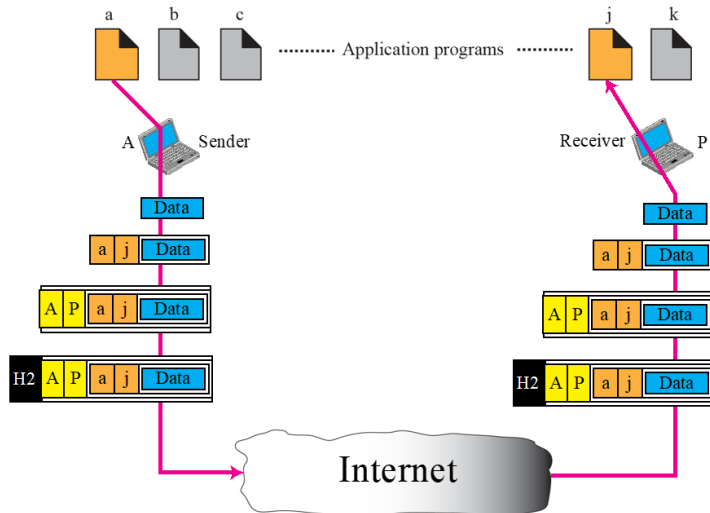 a b c j k
Application programs
A Sender Receiver P
Data Data
a j Data a j Data
A P a j Data A P a j Data
H2 A P a j Data H2 A P a j Data
Internet